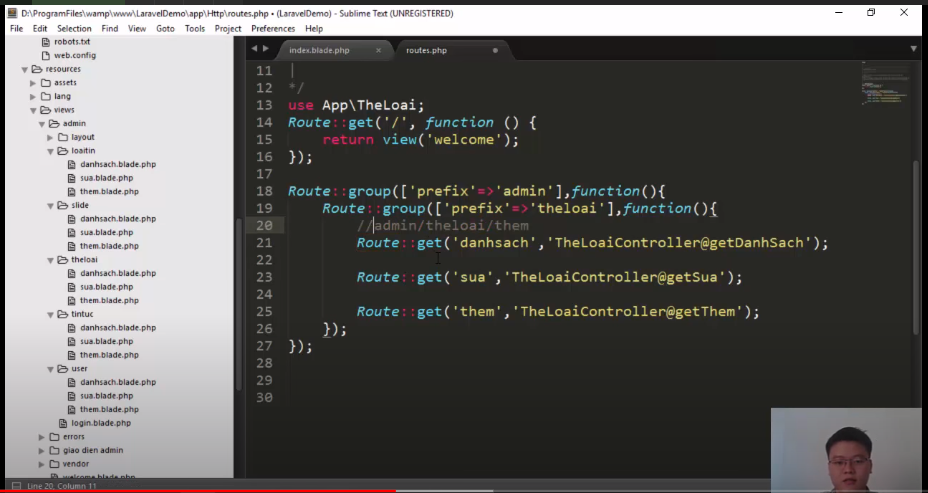 D:\ProgramFiles\wamp\www\LaravelDemo\app\Http\routes.php • (LaravelDemo) - Sublime Text (UNREGISTERED)
File Edit Selection Find View Goto Tools Project Preferences Help
robots.txt
web.config
resources
assets
lang
views
admin
layout
loaitin
danhsach.blade.php
sua.blade.php
them.blade.php
slide
danhsach.blade.php
sua.blade.php
them.blade.php
theloai
danhsach.blade.php
sua.blade.php
them.blade.php
tintuc
danhsach.blade.php
sua.blade.php
them.blade.php
user
danhsach.blade.php
sua.blade.php
them.blade.php
login.blade.php
errors
giao dien admin
vendor
welcome.blade.php
index.blade.php × routes.php
11 |
12 */
13 use App\TheLoai;
14 Route::get('/', function () {
15 return view('welcome');
16 });
17
18 Route::group(['prefix'=>'admin'],function(){
19 Route::group(['prefix'=>'theloai'],function(){
20 //admin/theloai/them
21 Route::get('danhsach','TheLoaiController@getDanhSach');
22
23 Route::get('sua','TheLoaiController@getSua');
24
25 Route::get('them','TheLoaiController@getThem');
26 });
27 });
28
29
30
Line 20, Column 11